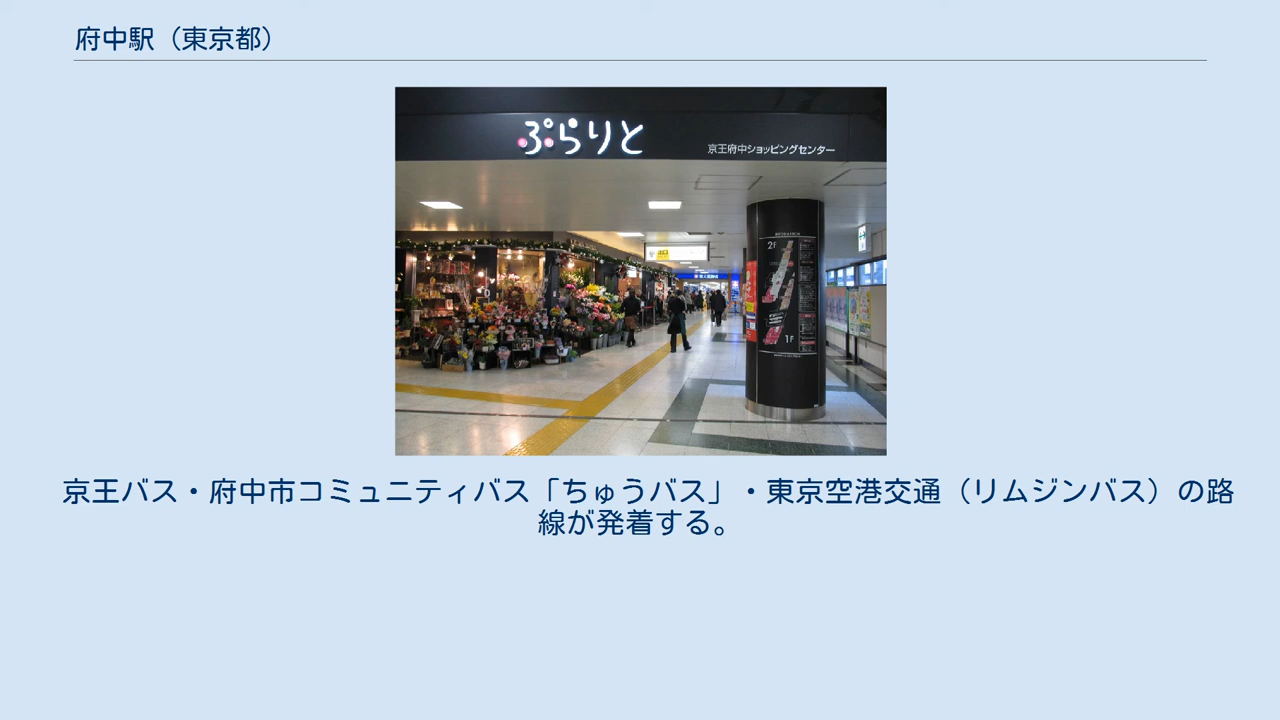 府中駅（東京都）
ぷらりと
京王府中ショッピングセンター
2F
1F
京王バス・府中市コミュニティバス「ちゅうバス」・東京空港交通（リムジンバス）の路
線が発着する。